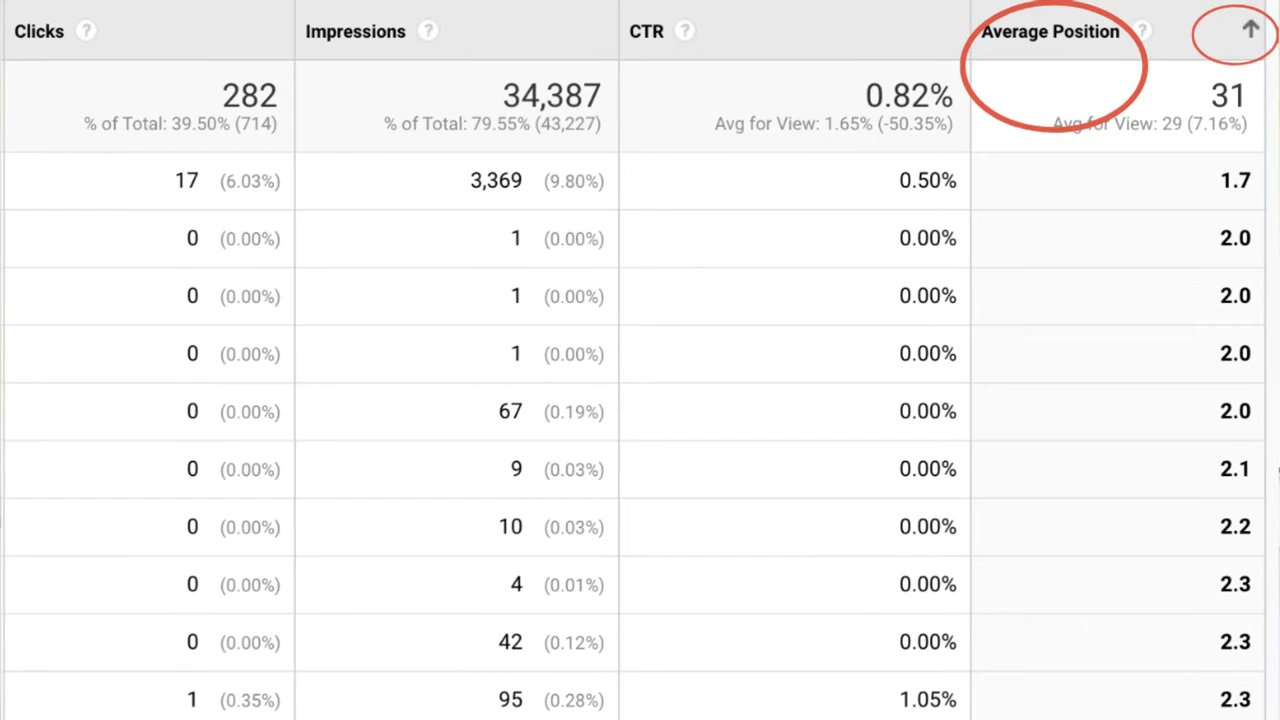 Clicks ? Impressions ? CTR ? Average Position ?
282 34,387 0.82% 31
% of Total: 39.50% (714) % of Total: 79.55% (43,227) Avg for View: 1.65% (-50.35%) Avg for View: 29 (7.16%)
17 (6.03%) 3,369 (9.80%) 0.50% 1.7
0 (0.00%) 1 (0.00%) 0.00% 2.0
0 (0.00%) 1 (0.00%) 0.00% 2.0
0 (0.00%) 1 (0.00%) 0.00% 2.0
0 (0.00%) 67 (0.19%) 0.00% 2.0
0 (0.00%) 9 (0.03%) 0.00% 2.1
0 (0.00%) 10 (0.03%) 0.00% 2.2
0 (0.00%) 4 (0.01%) 0.00% 2.3
0 (0.00%) 42 (0.12%) 0.00% 2.3
1 (0.35%) 95 (0.28%) 1.05% 2.3